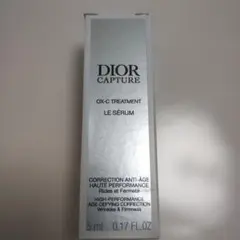 DIOR
CAPTURE
OX-C TREATMENT
LE SÉRUM
CORRECTION ANTI-ÂGE
HAUTE PERFORMANCE
Rides et Fermeté
HIGH-PERFORMANCE
AGE-DEFYING CORRECTION
Wrinkles & Firmness
5 ml 0.17 FL.OZ